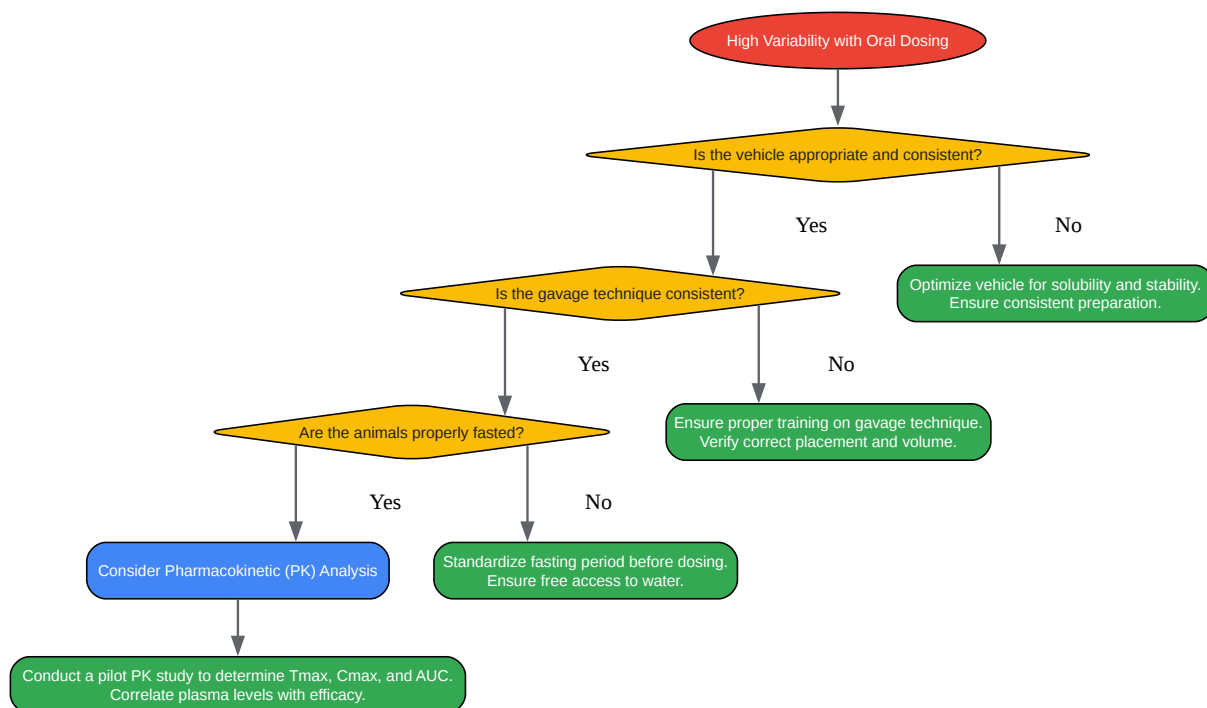 High Variability with Oral Dosing
Is the vehicle appropriate and consistent?
Yes
No
Optimize vehicle for solubility and stability.
Ensure consistent preparation.
Is the gavage technique consistent?
Yes
No
Ensure proper training on gavage technique.
Verify correct placement and volume.
Are the animals properly fasted?
Yes
No
Consider Pharmacokinetic (PK) Analysis
Standardize fasting period before dosing.
Ensure free access to water.
Conduct a pilot PK study to determine Tmax, Cmax, and AUC.
Correlate plasma levels with efficacy.